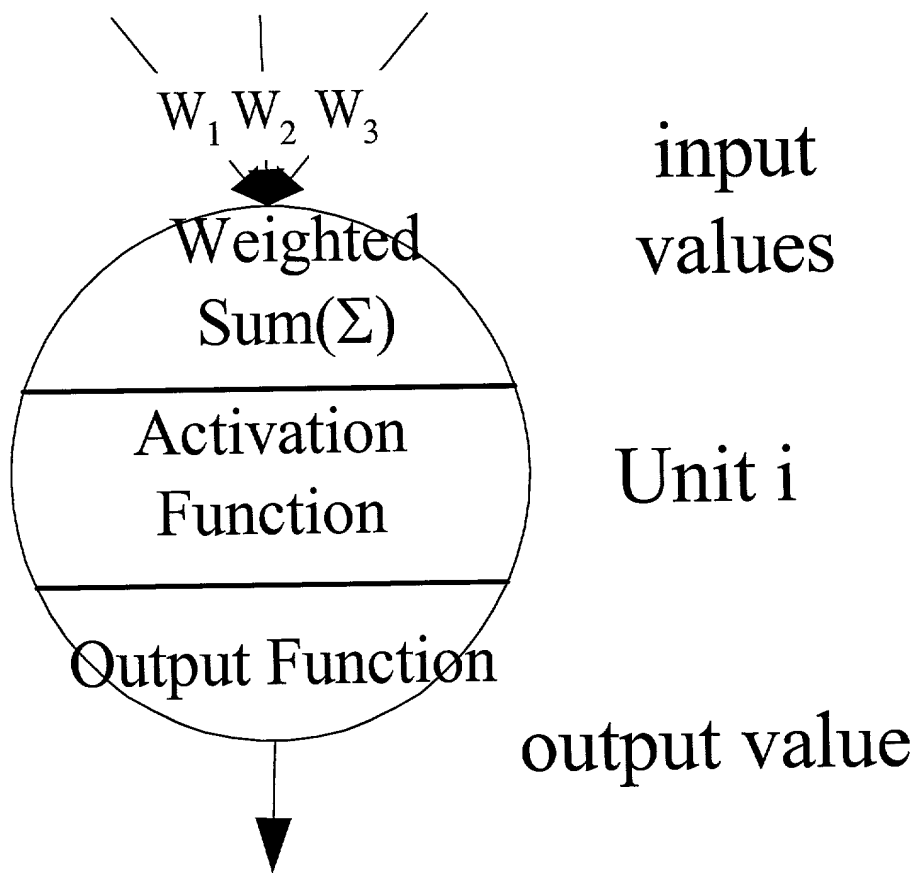 W₁ W₂ W₃
input
values
Weighted
Sum(Σ)
Activation
Function
Unit i
Output Function
output value